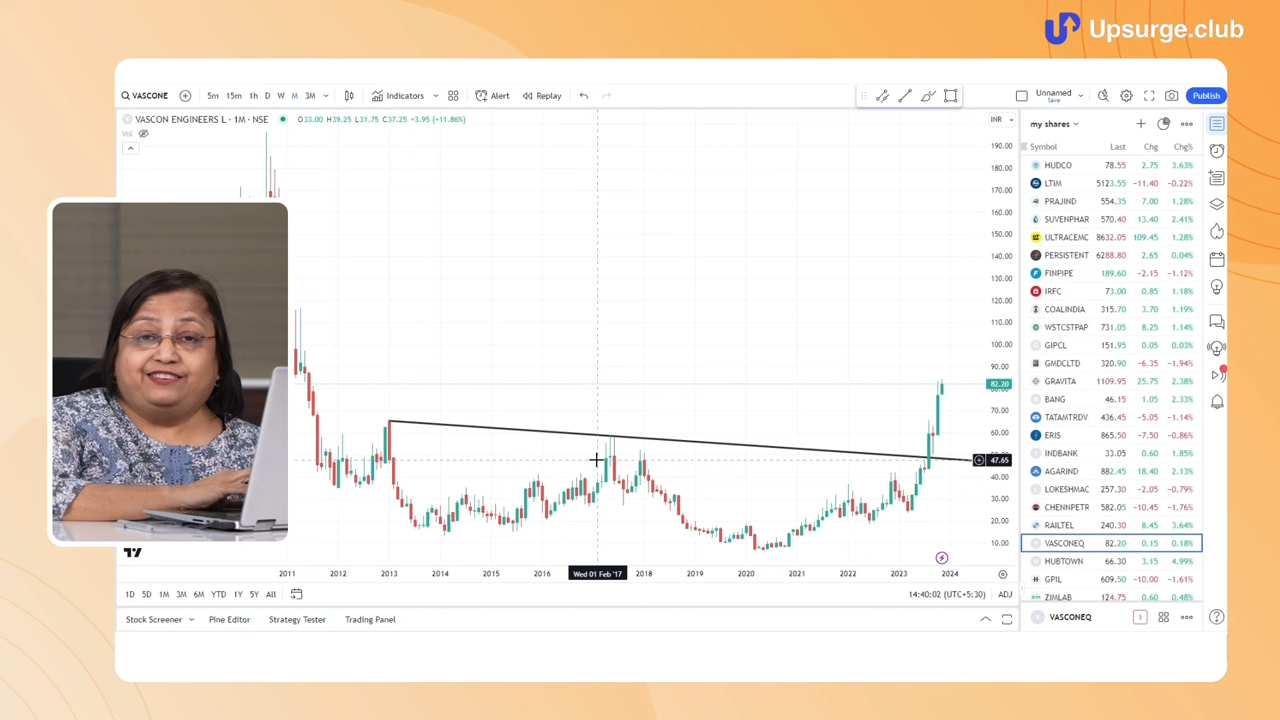 Upsurge.club
VASCONE 5m 15m 1h D W M 3M Indicators Alert Replay Unnamed Save Publish
VASCON ENGINEERS L · 1M · NSE O33.00 H39.25 L31.75 C37.25 +3.95 (+11.86%) INR
Vol
my shares
Symbol Last Chg Chg%
HUDCO 78.55 2.75 3.63%
LTIM 5123.55 −11.40 −0.22%
PRAJIND 554.35 7.00 1.28%
SUVENPHAR 570.40 13.40 2.41%
ULTRACEMC 8632.05 109.45 1.28%
PERSISTENT 6288.80 2.65 0.04%
FINPIPE 189.60 −2.15 −1.12%
IRFC 73.00 0.85 1.18%
COALINDIA 315.70 3.70 1.19%
WSTCSTPAP 731.05 8.25 1.14%
GIPCL 151.95 0.05 0.03%
GMDCLTD 320.90 −6.35 −1.94%
GRAVITA 1109.95 25.75 2.38%
BANG 46.15 1.05 2.33%
TATAMTRDV 436.45 −5.05 −1.14%
ERIS 865.50 −7.50 −0.86%
INDBANK 33.05 0.60 1.85%
AGARIND 882.45 18.40 2.13%
LOKESHMAC 257.30 −2.05 −0.79%
CHENNPETR 582.05 −10.45 −1.76%
RAILTEL 240.30 8.45 3.64%
VASCONEQ 82.20 0.15 0.18%
HUBTOWN 66.30 3.15 4.99%
GPIL 609.50 −10.00 −1.61%
ZIMLAB 124.75 0.60 0.48%
190.00
180.00
170.00
160.00
150.00
140.00
130.00
120.00
110.00
100.00
90.00
82.20
80.00
70.00
60.00
47.65
40.00
30.00
20.00
10.00
2011 2012 2013 2014 2015 2016 Wed 01 Feb '17 2018 2019 2020 2021 2022 2023 2024
1D 5D 1M 3M 6M YTD 1Y 5Y All 14:40:02 (UTC+5:30) ADJ
Stock Screener Pine Editor Strategy Tester Trading Panel
VASCONEQ 1